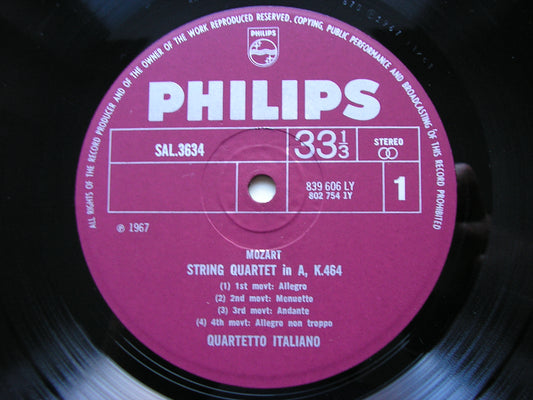 ALL RIGHTS OF THE RECORD PRODUCER AND OF THE OWNER OF THE WORK REPRODUCED RESERVED. COPYING, PUBLIC PERFORMANCE AND BROADCASTING OF THIS RECORD PROHIBITED
PHILIPS
PHILIPS
SAL.3634
33⅓
STEREO
839 606 LY
802 754 1Y
1
℗ 1967
MOZART
STRING QUARTET in A, K.464
(1) 1st movt: Allegro
(2) 2nd movt: Menuetto
(3) 3rd movt: Andante
(4) 4th movt: Allegro non troppo
QUARTETTO ITALIANO